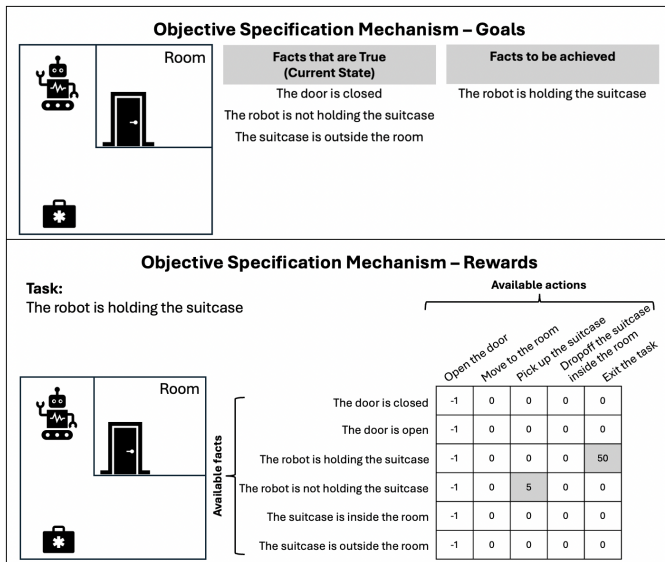 Objective Specification Mechanism – Goals
Room
Facts that are True
(Current State)
Facts to be achieved
The door is closed
The robot is holding the suitcase
The robot is not holding the suitcase
The suitcase is outside the room
Objective Specification Mechanism – Rewards
Task:
The robot is holding the suitcase
Available actions
Open the door
Move to the room
Pick up the suitcase
Dropoff the suitcase
inside the room
Exit the task
Room
Available facts
The door is closed -1 0 0 0 0
The door is open -1 0 0 0 0
The robot is holding the suitcase -1 0 0 0 50
The robot is not holding the suitcase -1 0 5 0 0
The suitcase is inside the room -1 0 0 0 0
The suitcase is outside the room -1 0 0 0 0